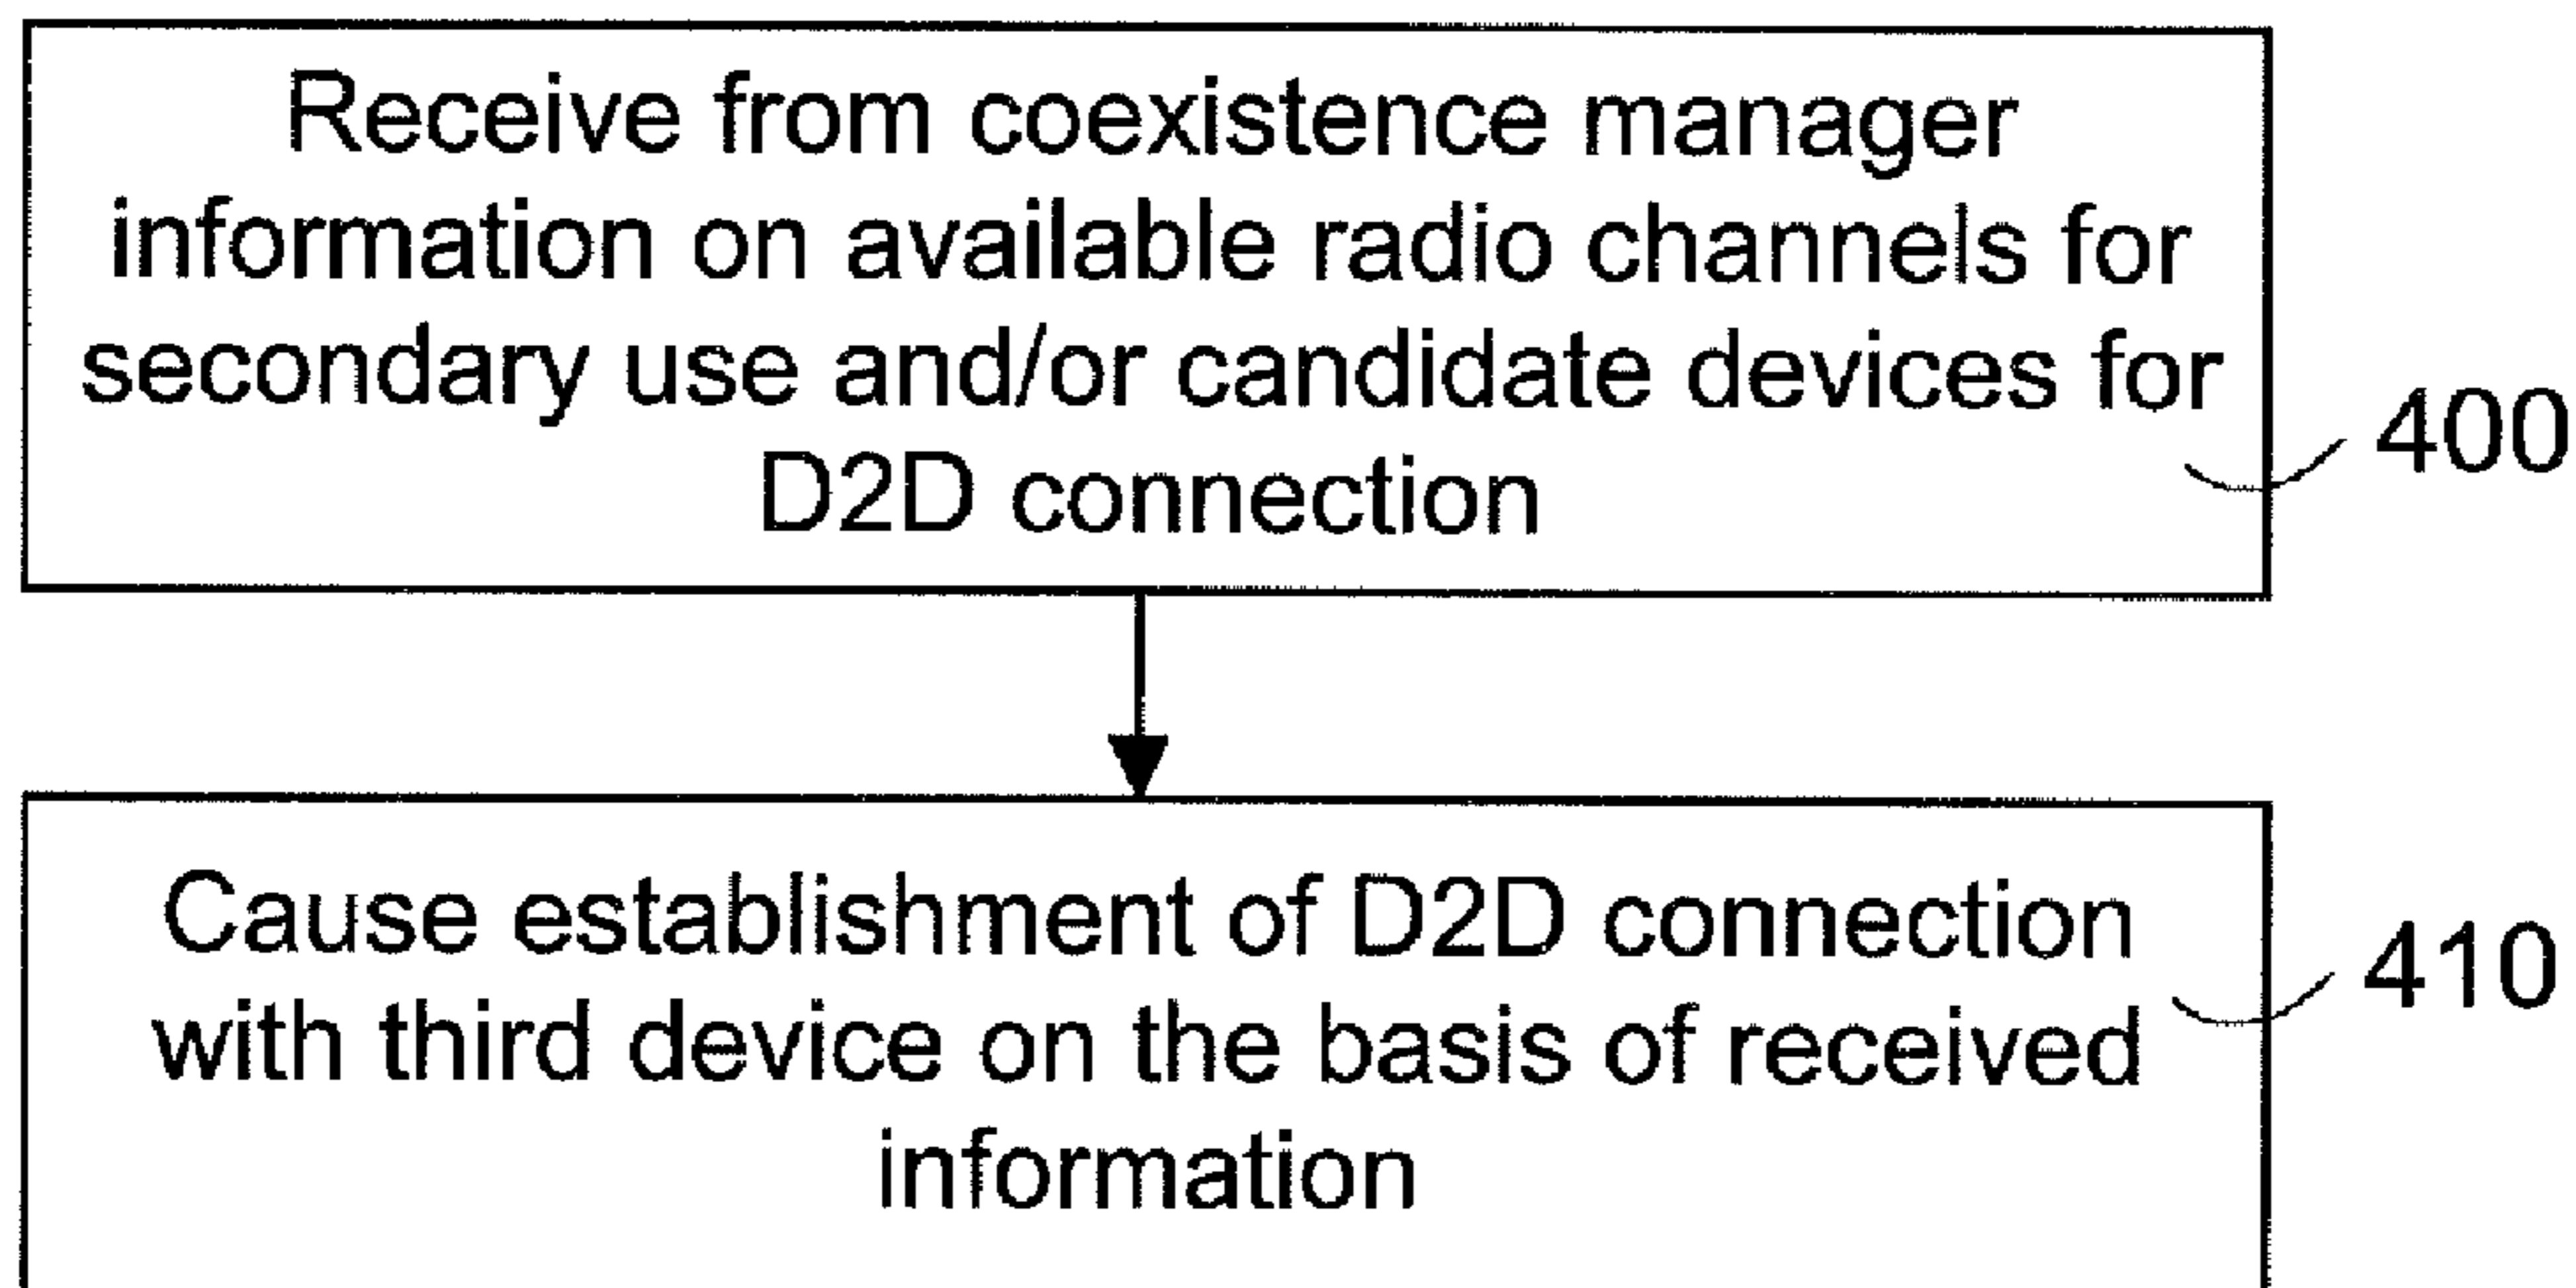 Receive from coexistence manager
information on available radio channels for
secondary use and/or candidate devices for
D2D connection
400
Cause establishment of D2D connection
with third device on the basis of received
information
410